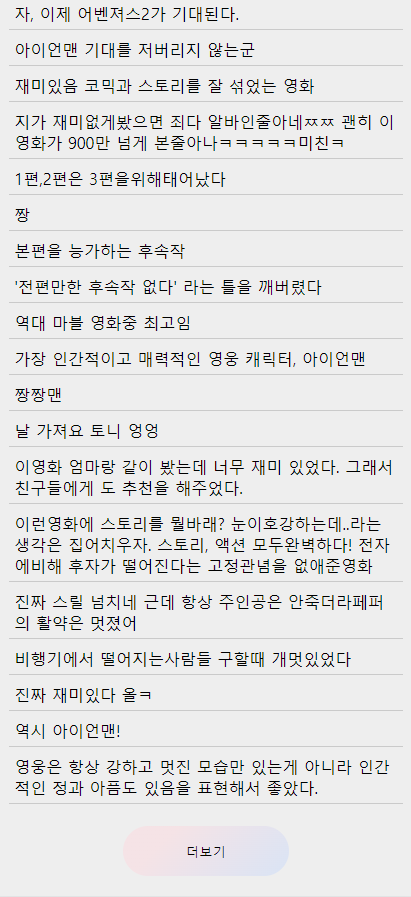 자, 이제 어벤져스2가 기대된다.
아이언맨 기대를 저버리지 않는군
재미있음 코믹과 스토리를 잘 섞었는 영화
지가 재미없게봤으면 죄다 알바인줄아네ㅉㅉ 괜히 이
영화가 900만 넘게 본줄아나ㅋㅋㅋㅋㅋ미친ㅋ
1편,2편은 3편을위해태어났다
짱
본편을 능가하는 후속작
'전편만한 후속작 없다' 라는 틀을 깨버렸다
역대 마블 영화중 최고임
가장 인간적이고 매력적인 영웅 캐릭터, 아이언맨
짱짱맨
날 가져요 토니 엉엉
이영화 엄마랑 같이 봤는데 너무 재미 있었다. 그래서
친구들에게 도 추천을 해주었다.
이런영화에 스토리를 뭘바래? 눈이호강하는데..라는
생각은 집어치우자. 스토리, 액션 모두완벽하다! 전자
에비해 후자가 떨어진다는 고정관념을 없애준영화
진짜 스릴 넘치네 근데 항상 주인공은 안죽더라페퍼
의 활약은 멋졌어
비행기에서 떨어지는사람들 구할때 개멋있었다
진짜 재미있다 올ㅋ
역시 아이언맨!
영웅은 항상 강하고 멋진 모습만 있는게 아니라 인간
적인 정과 아픔도 있음을 표현해서 좋았다.
더보기